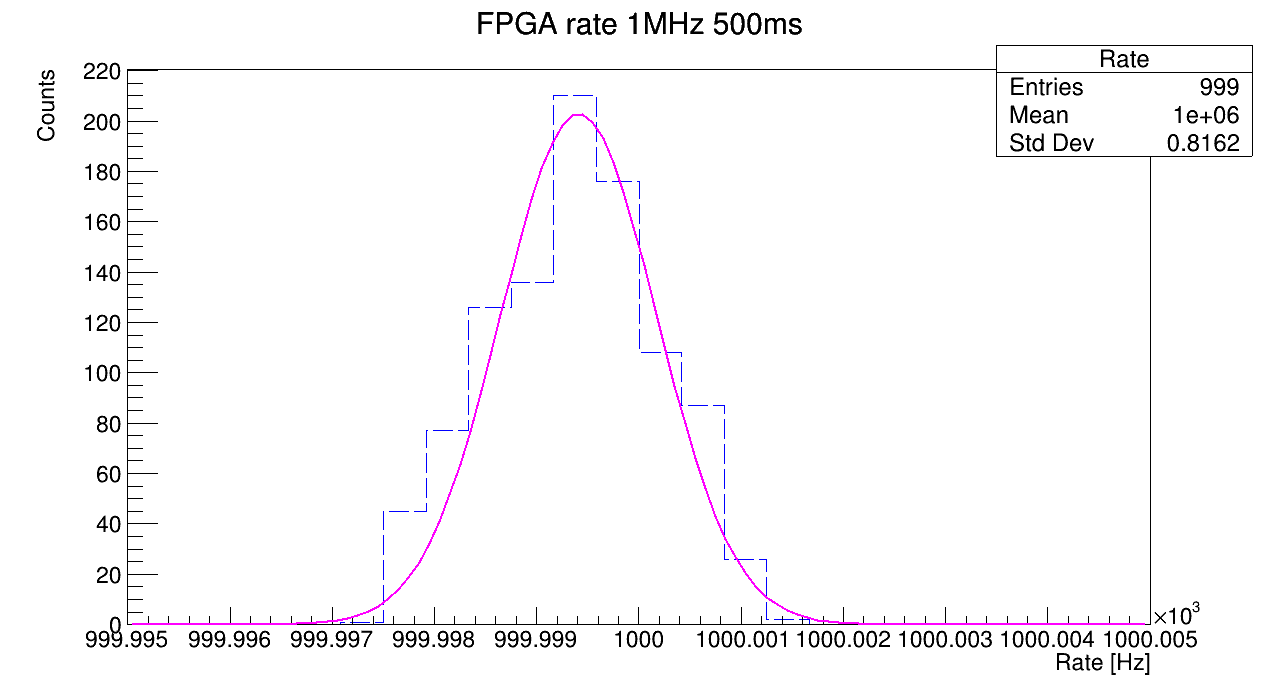 FPGA rate 1MHz 500ms
Rate
Entries 999
Mean 1e+06
Std Dev 0.8162
Counts
220
200
180
160
140
120
100
80
60
40
20
0
999.995 999.996 999.997 999.998 999.999 1000 1000.001 1000.002 1000.003 1000.004 1000.005
×10³
Rate [Hz]